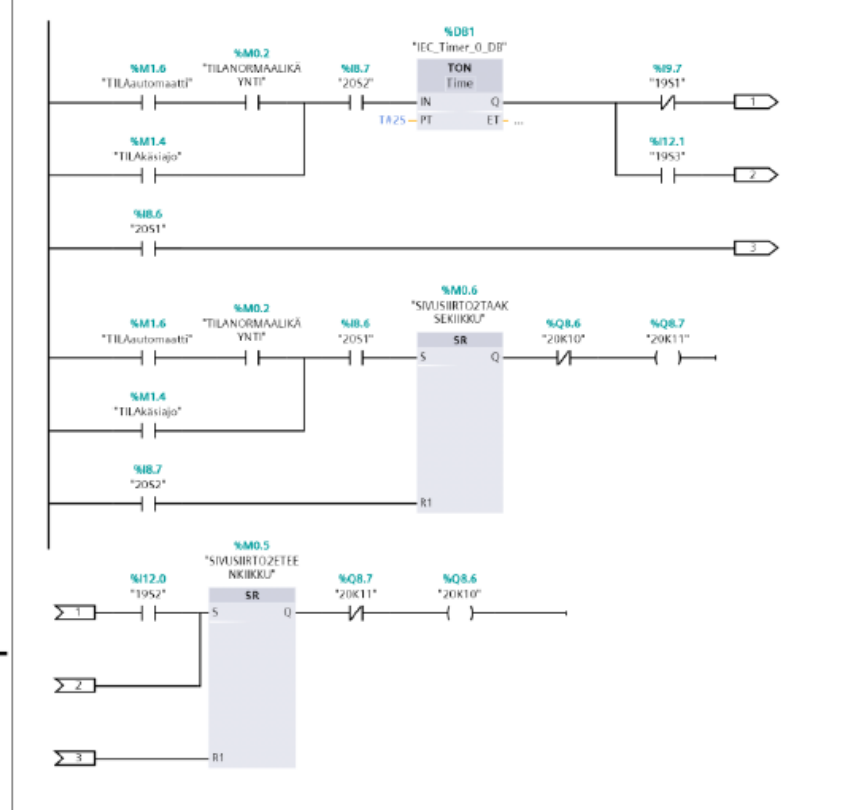 %DB1
"IEC_Timer_0_DB"
%M1.6
"TILAautomaatti"
%M0.2
"TILANORMAALIKÄ
YNTI"
%I8.7
"20S2"
TON
Time
%I9.7
"19S1"
IN
Q
1
T#2S
PT
ET
...
%M1.4
"TILAkäsiajo"
%I12.1
"19S3"
2
%I8.6
"20S1"
3
%M0.6
"SIVUSIIRTO2TAAK
SEKIIKKU"
%M1.6
"TILAautomaatti"
%M0.2
"TILANORMAALIKÄ
YNTI"
%I8.6
"20S1"
SR
%Q8.6
"20K10"
%Q8.7
"20K11"
S
Q
%M1.4
"TILAkäsiajo"
%I8.7
"20S2"
R1
%M0.5
"SIVUSIIRTO2ETEE
NKIIKKU"
%I12.0
"19S2"
SR
%Q8.7
"20K11"
%Q8.6
"20K10"
1
S
Q
2
3
R1